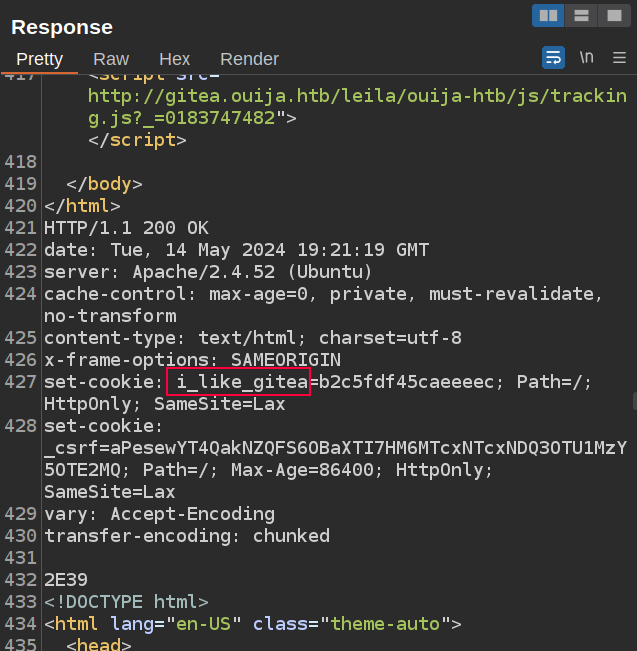 Response
Pretty Raw Hex Render \n
417 <script src=
http://gitea.ouija.htb/leila/ouija-htb/js/trackin
g.js?_=0183747482">
</script>
418
419 </body>
420 </html>
421 HTTP/1.1 200 OK
422 date: Tue, 14 May 2024 19:21:19 GMT
423 server: Apache/2.4.52 (Ubuntu)
424 cache-control: max-age=0, private, must-revalidate,
no-transform
425 content-type: text/html; charset=utf-8
426 x-frame-options: SAMEORIGIN
427 set-cookie: i_like_gitea=b2c5fdf45caeeeec; Path=/;
HttpOnly; SameSite=Lax
428 set-cookie:
_csrf=aPesewYT4QakNZQFS6OBaXTI7HM6MTcxNTcxNDQ3OTU1MzY
5OTE2MQ; Path=/; Max-Age=86400; HttpOnly;
SameSite=Lax
429 vary: Accept-Encoding
430 transfer-encoding: chunked
431
432 2E39
433 <!DOCTYPE html>
434 <html lang="en-US" class="theme-auto">
435 <head>